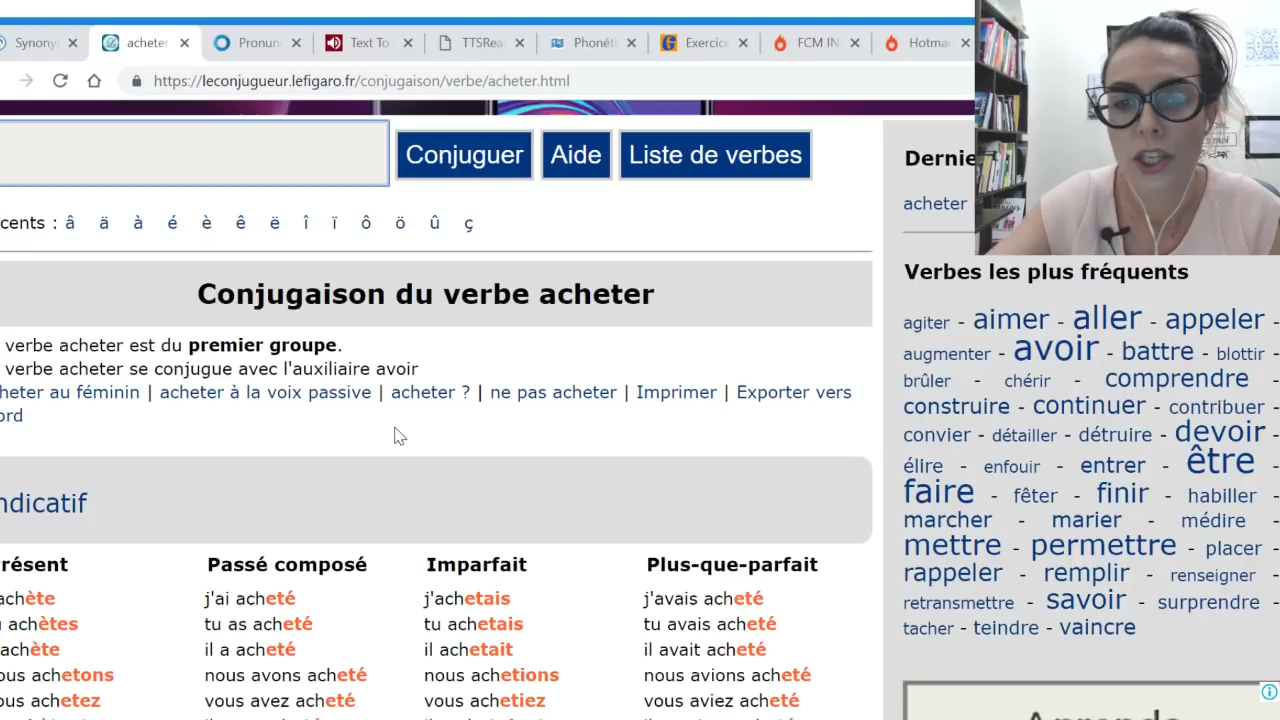 Synony
acheter
Pronun
Text To
TTSRea
Phonéti
Exercice
FCM IN
Hotmar
https://leconjugueur.lefigaro.fr/conjugaison/verbe/acheter.html
Conjuguer
Aide
Liste de verbes
cents : â ä à é è ê ë î ï ô ö û ç
Conjugaison du verbe acheter
verbe acheter est du premier groupe.
verbe acheter se conjugue avec l'auxiliaire avoir
heter au féminin | acheter à la voix passive | acheter ? | ne pas acheter | Imprimer | Exporter vers
ord
ndicatif
résent Passé composé Imparfait Plus-que-parfait
achète j'ai acheté j'achetais j'avais acheté
u achètes tu as acheté tu achetais tu avais acheté
achète il a acheté il achetait il avait acheté
ous achetons nous avons acheté nous achetions nous avions acheté
ous achetez vous avez acheté vous achetiez vous aviez acheté
Dernie
acheter
Verbes les plus fréquents
agiter - aimer - aller - appeler -
augmenter - avoir - battre - blottir -
brûler - chérir - comprendre -
construire - continuer - contribuer -
convier - détailler - détruire - devoir -
élire - enfouir - entrer - être -
faire - fêter - finir - habiller -
marcher - marier - médire -
mettre - permettre - placer -
rappeler - remplir - renseigner -
retransmettre - savoir - surprendre -
tacher - teindre - vaincre